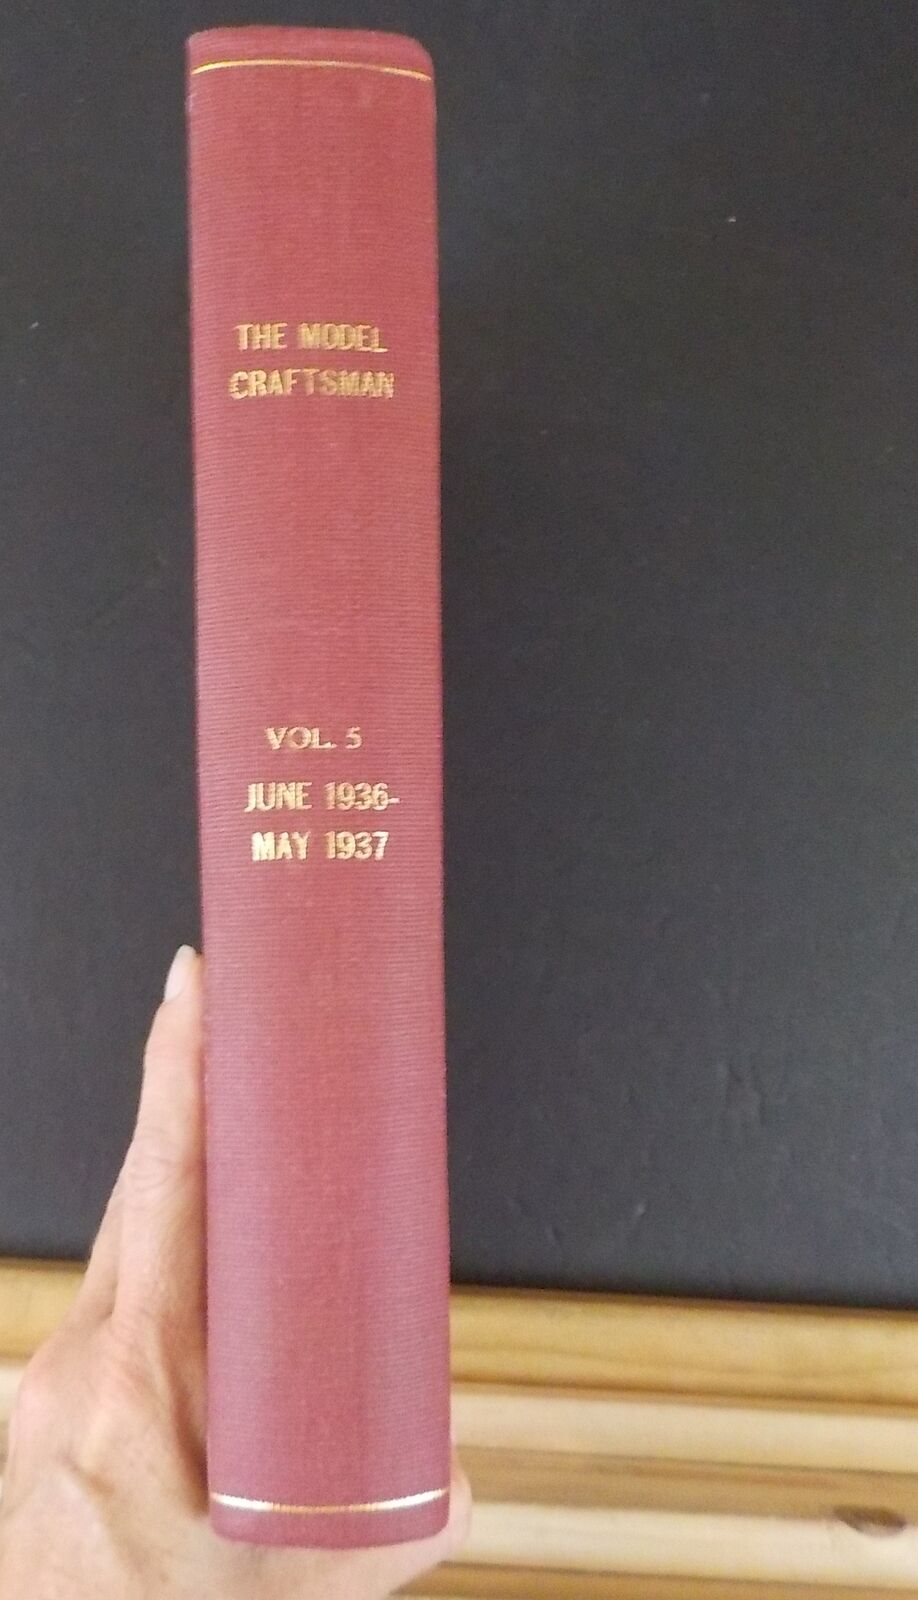 THE MODEL
CRAFTSMAN
VOL. 5
JUNE 1936-
MAY 1937